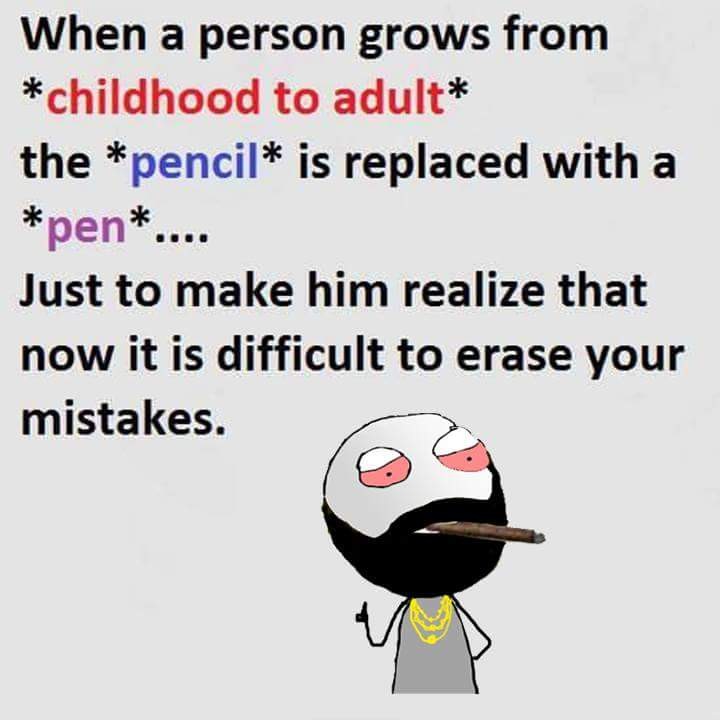 When a person grows from
*childhood to adult*
the *pencil* is replaced with a
*pen*....
Just to make him realize that
now it is difficult to erase your
mistakes.